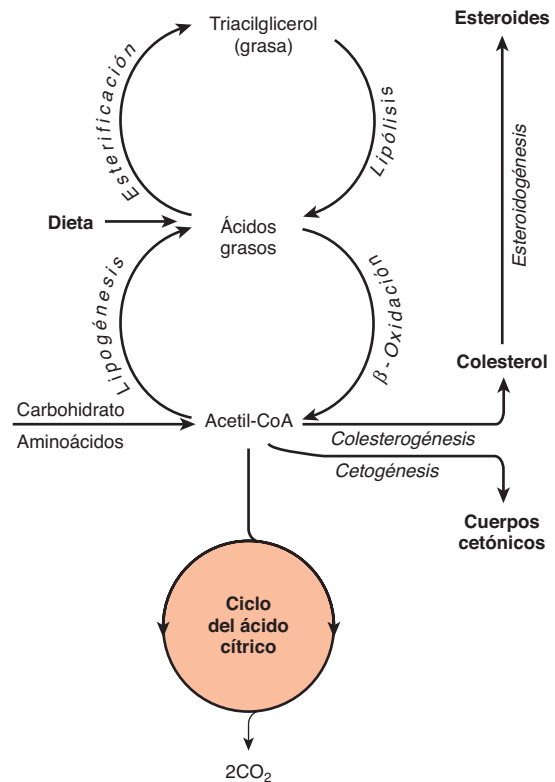 Triacilglicerol
(grasa)
Esteroides
Esterificación
Lipólisis
Esteroidogénesis
Dieta
Ácidos
grasos
Lipogénesis
β-Oxidación
Colesterol
Carbohidrato
Aminoácidos
Acetil-CoA
Colesterogénesis
Cetogénesis
Cuerpos
cetónicos
Ciclo
del ácido
cítrico
2CO₂